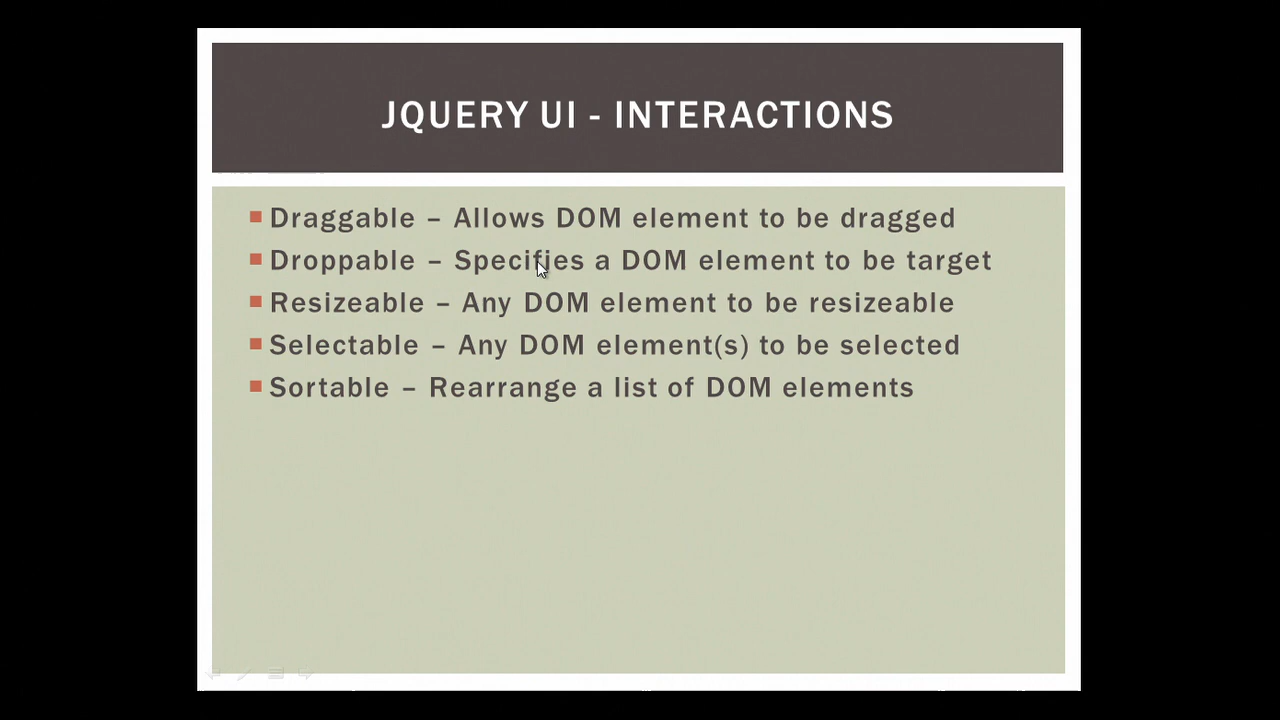 JQUERY UI - INTERACTIONS
Draggable – Allows DOM element to be dragged
Droppable – Specifies a DOM element to be target
Resizeable – Any DOM element to be resizeable
Selectable – Any DOM element(s) to be selected
Sortable – Rearrange a list of DOM elements